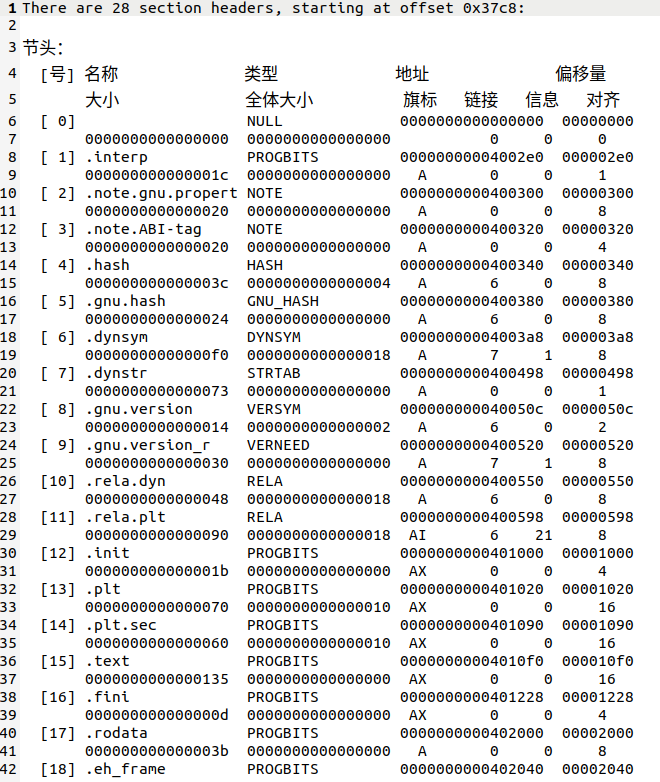 1 There are 28 section headers, starting at offset 0x37c8:
2
3 节头：
4 [号] 名称 类型 地址 偏移量
5 大小 全体大小 旗标 链接 信息 对齐
6 [ 0] NULL 0000000000000000 00000000
7 0000000000000000 0000000000000000 0 0 0
8 [ 1] .interp PROGBITS 00000000004002e0 000002e0
9 000000000000001c 0000000000000000 A 0 0 1
10 [ 2] .note.gnu.propert NOTE 0000000000400300 00000300
11 0000000000000020 0000000000000000 A 0 0 8
12 [ 3] .note.ABI-tag NOTE 0000000000400320 00000320
13 0000000000000020 0000000000000000 A 0 0 4
14 [ 4] .hash HASH 0000000000400340 00000340
15 000000000000003c 0000000000000004 A 6 0 8
16 [ 5] .gnu.hash GNU_HASH 0000000000400380 00000380
17 0000000000000024 0000000000000000 A 6 0 8
18 [ 6] .dynsym DYNSYM 00000000004003a8 000003a8
19 00000000000000f0 0000000000000018 A 7 1 8
20 [ 7] .dynstr STRTAB 0000000000400498 00000498
21 0000000000000073 0000000000000000 A 0 0 1
22 [ 8] .gnu.version VERSYM 000000000040050c 0000050c
23 0000000000000014 0000000000000002 A 6 0 2
24 [ 9] .gnu.version_r VERNEED 0000000000400520 00000520
25 0000000000000030 0000000000000000 A 7 1 8
26 [10] .rela.dyn RELA 0000000000400550 00000550
27 0000000000000048 0000000000000018 A 6 0 8
28 [11] .rela.plt RELA 0000000000400598 00000598
29 0000000000000090 0000000000000018 AI 6 21 8
30 [12] .init PROGBITS 0000000000401000 00001000
31 000000000000001b 0000000000000000 AX 0 0 4
32 [13] .plt PROGBITS 0000000000401020 00001020
33 0000000000000070 0000000000000010 AX 0 0 16
34 [14] .plt.sec PROGBITS 0000000000401090 00001090
35 0000000000000060 0000000000000010 AX 0 0 16
36 [15] .text PROGBITS 00000000004010f0 000010f0
37 0000000000000135 0000000000000000 AX 0 0 16
38 [16] .fini PROGBITS 0000000000401228 00001228
39 000000000000000d 0000000000000000 AX 0 0 4
40 [17] .rodata PROGBITS 0000000000402000 00002000
41 000000000000003b 0000000000000000 A 0 0 8
42 [18] .eh_frame PROGBITS 0000000000402040 00002040